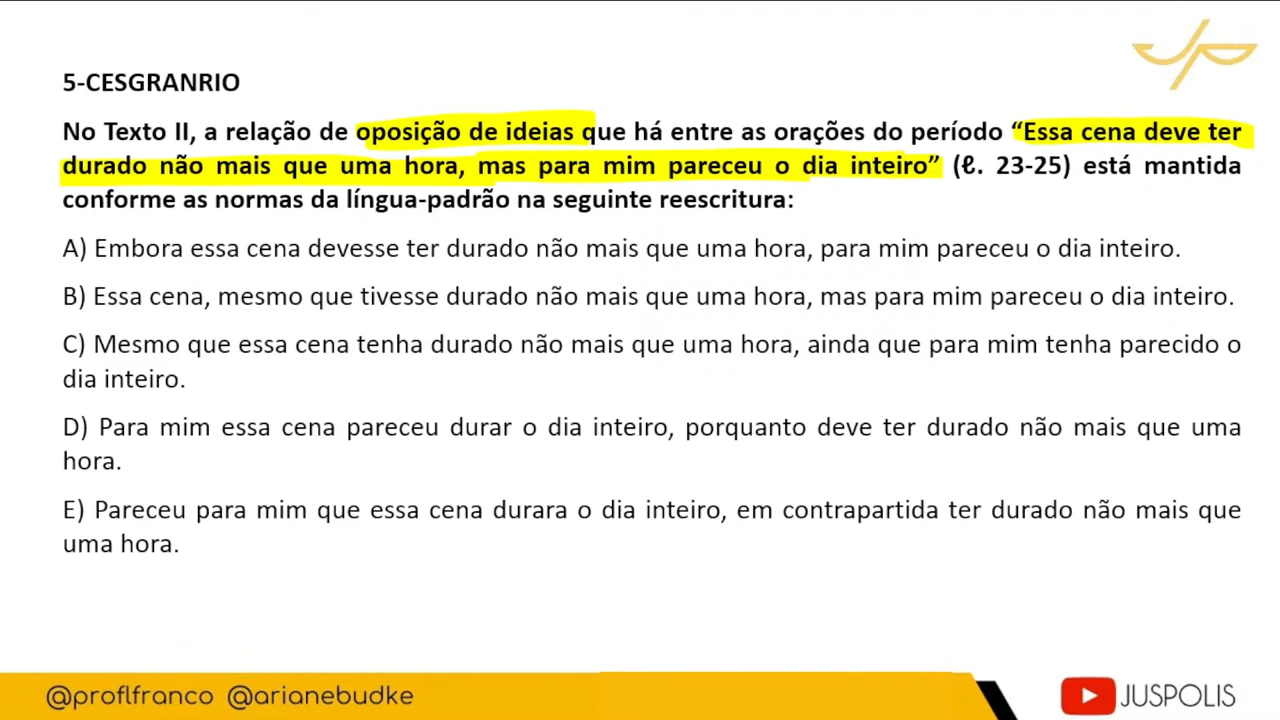 JP
5-CESGRANRIO
No Texto II, a relação de oposição de ideias que há entre as orações do período “Essa cena deve ter
durado não mais que uma hora, mas para mim pareceu o dia inteiro” (ℓ. 23-25) está mantida
conforme as normas da língua-padrão na seguinte reescritura:
A) Embora essa cena devesse ter durado não mais que uma hora, para mim pareceu o dia inteiro.
B) Essa cena, mesmo que tivesse durado não mais que uma hora, mas para mim pareceu o dia inteiro.
C) Mesmo que essa cena tenha durado não mais que uma hora, ainda que para mim tenha parecido o
dia inteiro.
D) Para mim essa cena pareceu durar o dia inteiro, porquanto deve ter durado não mais que uma
hora.
E) Pareceu para mim que essa cena durara o dia inteiro, em contrapartida ter durado não mais que
uma hora.
@proflfranco @arianebudke
JUSPOLIS